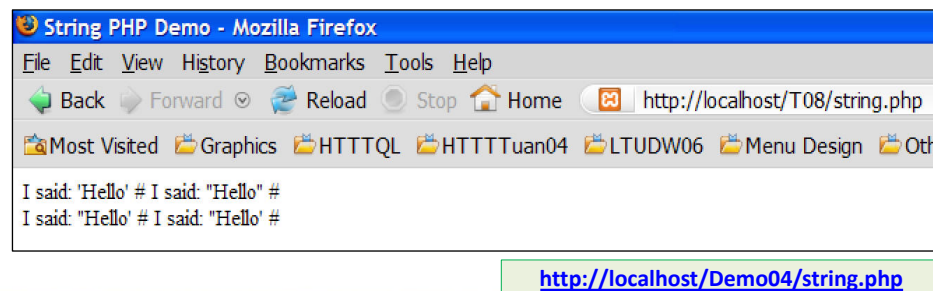 String PHP Demo - Mozilla Firefox
File Edit View History Bookmarks Tools Help
Back Forward Reload Stop Home http://localhost/T08/string.php
Most Visited Graphics HTTTQL HTTTTuan04 LTUDW06 Menu Design Oth
I said: 'Hello' # I said: "Hello" #
I said: "Hello' # I said: "Hello' #
http://localhost/Demo04/string.php